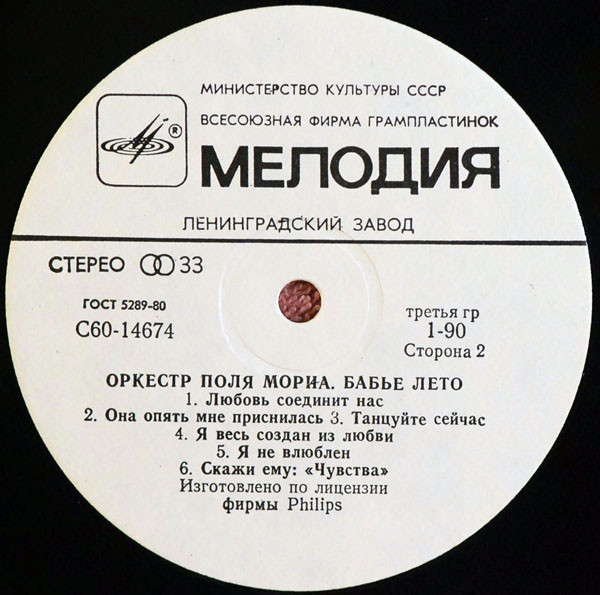 МИНИСТЕРСТВО КУЛЬТУРЫ СССР
ВСЕСОЮЗНАЯ ФИРМА ГРАМПЛАСТИНОК
®
МЕЛОДИЯ
ЛЕНИНГРАДСКИЙ ЗАВОД
СТЕРЕО 33
ГОСТ 5289-80
С60-14674
третья гр
1-90
Сторона 2
ОРКЕСТР ПОЛЯ МОРИА. БАБЬЕ ЛЕТО
1. Любовь соединит нас
2. Она опять мне приснилась 3. Танцуйте сейчас
4. Я весь создан из любви
5. Я не влюблен
6. Скажи ему: «Чувства»
Изготовлено по лицензии
фирмы Philips